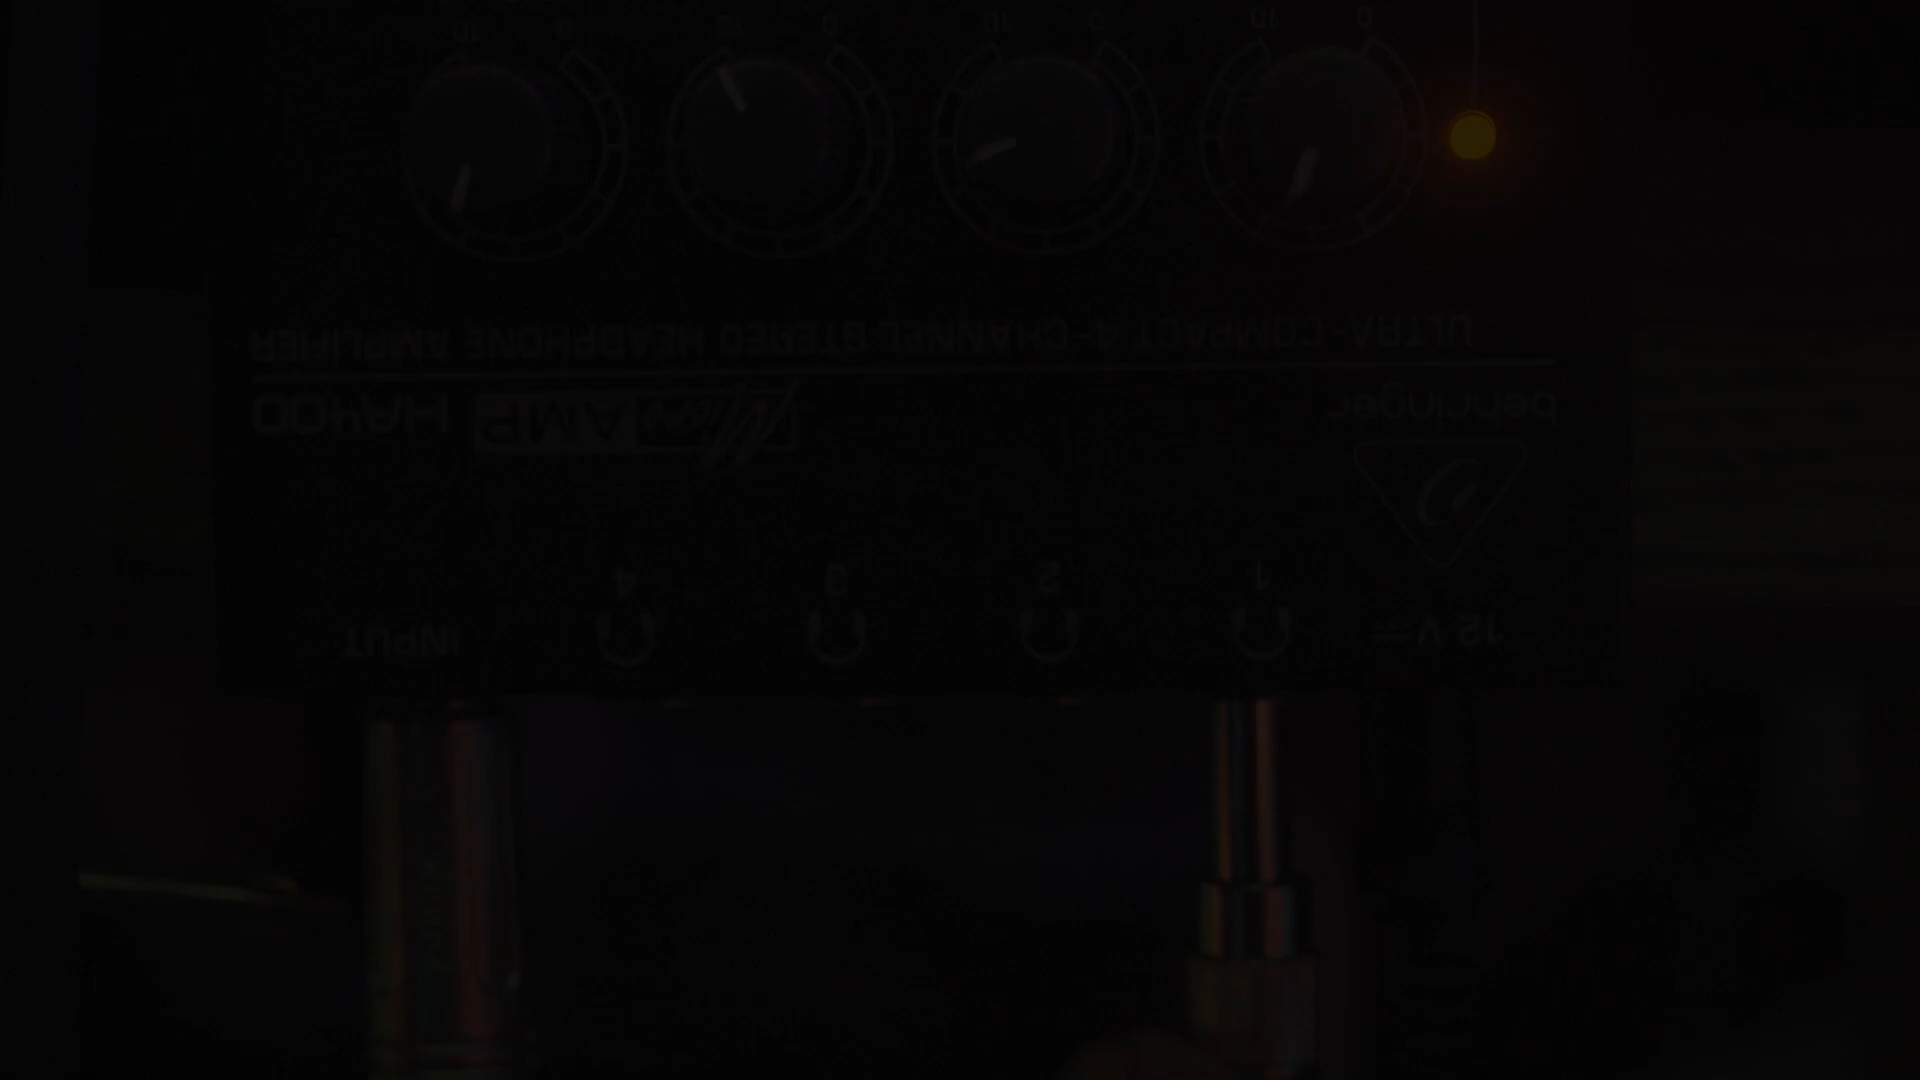 12 V ⎓ 1 2 3 4 INPUT
behringer Micro AMP HA400
ULTRA-COMPACT 4-CHANNEL STEREO HEADPHONE AMPLIFIER
0 10 0 10 0 10 0 10